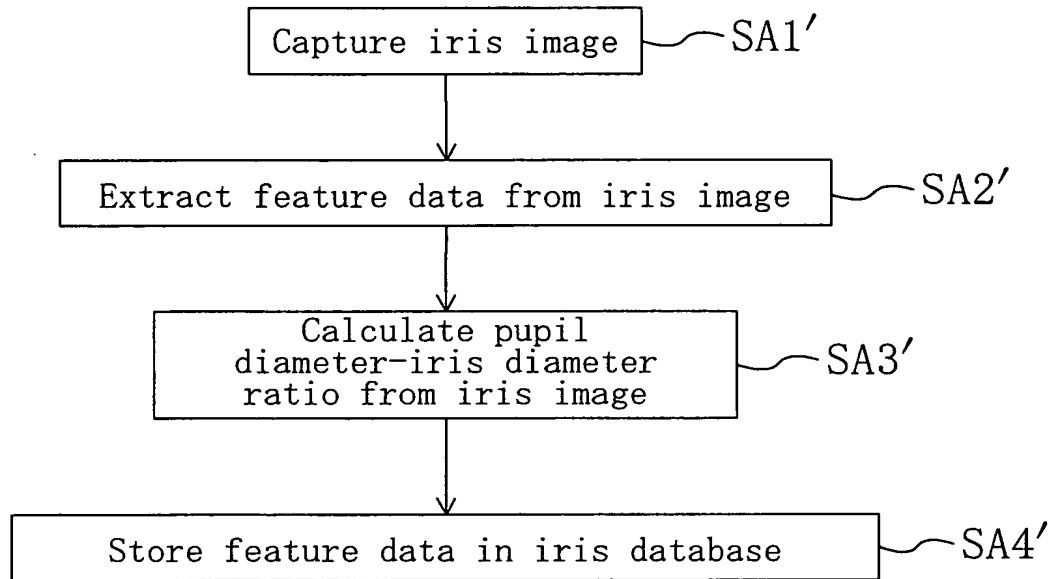 Capture iris image
SA1′
Extract feature data from iris image
SA2′
Calculate pupil
diameter-iris diameter
ratio from iris image
SA3′
Store feature data in iris database
SA4′